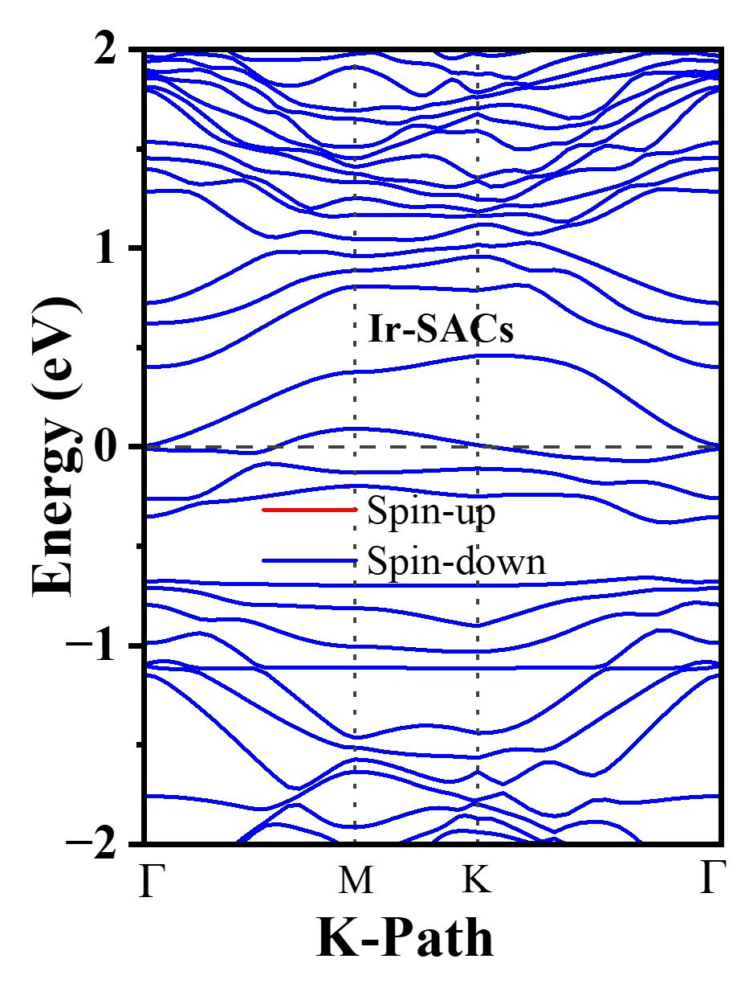 2
1
0
−1
−2
Energy (eV)
Ir-SACs
Spin-up
Spin-down
Γ M K Γ
K-Path